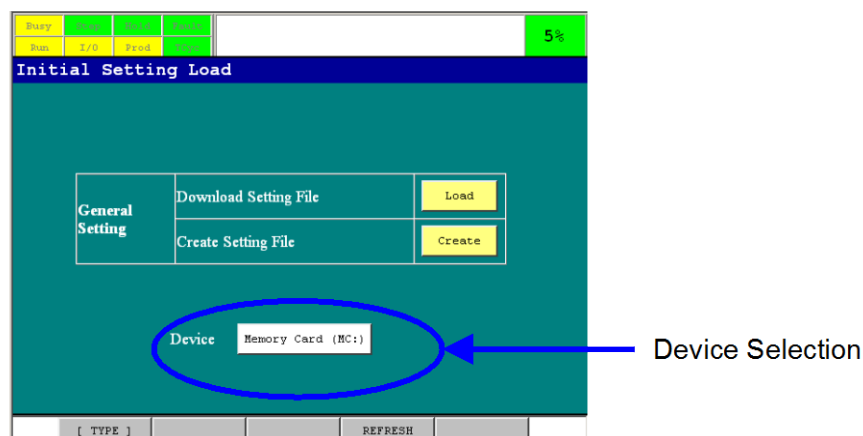 Busy Step Hold Fault
Run I/O Prod TCyc
5%
Initial Setting Load
General Setting
Download Setting File
Load
Create Setting File
Create
Device
Memory Card (MC:)
Device Selection
[ TYPE ]
REFRESH